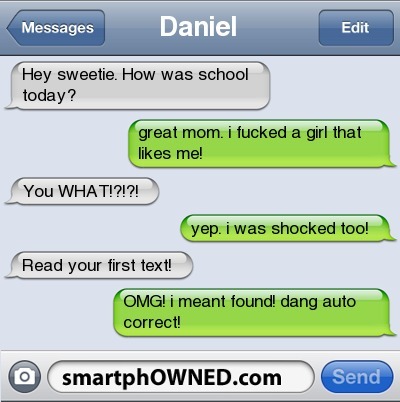 Messages
Daniel
Edit
Hey sweetie. How was school
today?
great mom. i fucked a girl that
likes me!
You WHAT!?!?!
yep. i was shocked too!
Read your first text!
OMG! i meant found! dang auto
correct!
smartphOWNED.com
Send